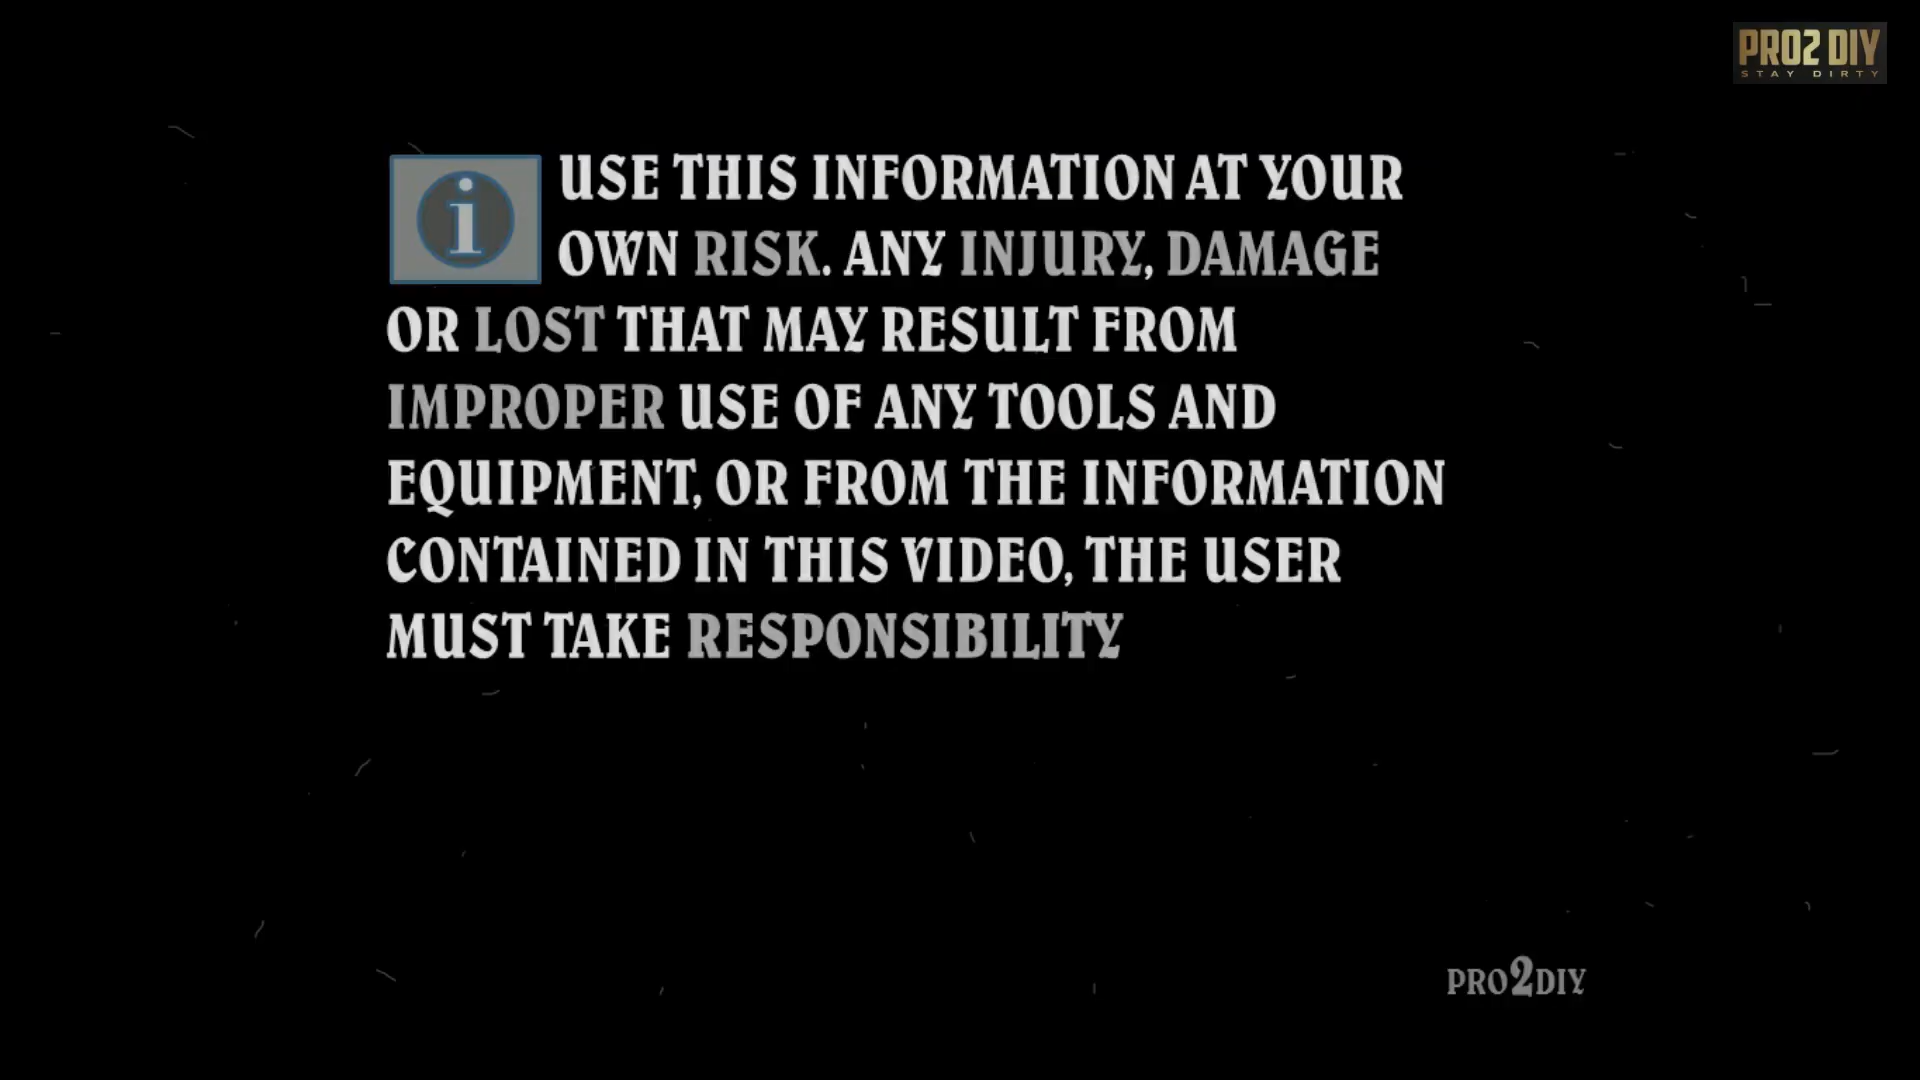 PRO2 DIY
STAY DIRTY
i
USE THIS INFORMATION AT YOUR
OWN RISK. ANY INJURY, DAMAGE
OR LOST THAT MAY RESULT FROM
IMPROPER USE OF ANY TOOLS AND
EQUIPMENT, OR FROM THE INFORMATION
CONTAINED IN THIS VIDEO, THE USER
MUST TAKE RESPONSIBILITY
PRO2DIY